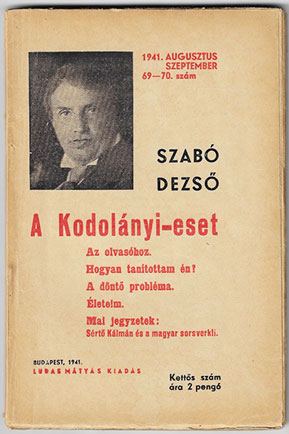 1941. AUGUSZTUS
SZEPTEMBER
69—70. szám
SZABÓ
DEZSŐ
A Kodolányi-eset
Az olvasóhoz.
Hogyan tanítottam én?
A döntő probléma.
Életeim.
Mai jegyzetek:
Sértő Kálmán és a magyar sorsverkli.
BUDAPEST, 1941.
LUDAS MÁTYÁS KIADÁS
Kettős szám
ára 2 pengő